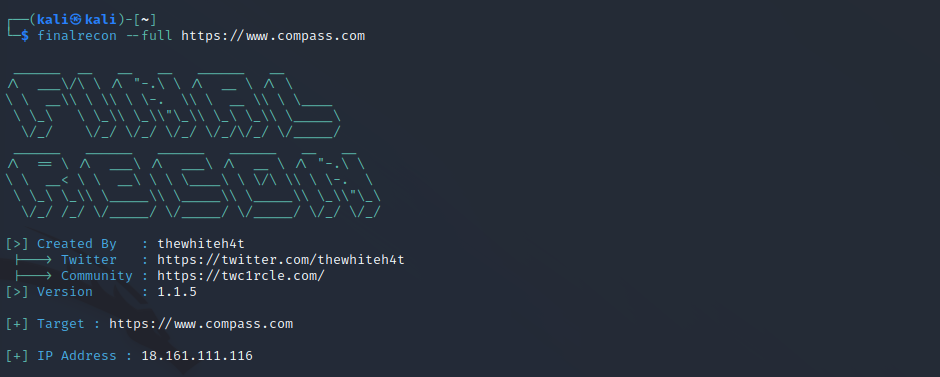 ┌──(kali㉿kali)-[~]
└─$ finalrecon --full https://www.compass.com
 ______  __   __   __   ______   __
/\  ___\/\ \ /\ "-.\ \ /\  __ \ /\ \
\ \  __\\ \ \\ \ \-.  \\ \  __ \\ \ \____
 \ \_\   \ \_\\ \_\\"\_\\ \_\ \_\\ \_____\
  \/_/    \/_/ \/_/ \/_/ \/_/\/_/ \/_____/
 ______   ______   ______   ______   __   __
/\  == \ /\  ___\ /\  ___\ /\  __ \ /\ "-.\ \
\ \  __< \ \  __\ \ \ \____\ \ \/\ \\ \ \-.  \
 \ \_\ \_\\ \_____\\ \_____\\ \_____\\ \_\\"\_\
  \/_/ /_/ \/_____/ \/_____/ \/_____/ \/_/ \/_/
[>] Created By   : thewhiteh4t
 |---> Twitter   : https://twitter.com/thewhiteh4t
 |---> Community : https://twc1rcle.com/
[>] Version      : 1.1.5
[+] Target : https://www.compass.com
[+] IP Address : 18.161.111.116